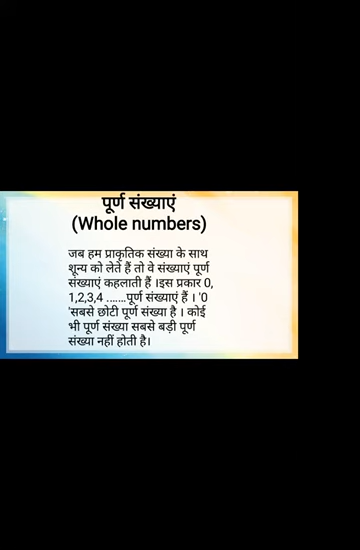 पूर्ण संख्याएं
(Whole numbers)
जब हम प्राकृतिक संख्या के साथ
शून्य को लेते हैं तो वे संख्याएं पूर्ण
संख्याएं कहलाती हैं ।इस प्रकार 0,
1,2,3,4 .......पूर्ण संख्याएं हैं । '0
'सबसे छोटी पूर्ण संख्या है । कोई
भी पूर्ण संख्या सबसे बड़ी पूर्ण
संख्या नहीं होती है।